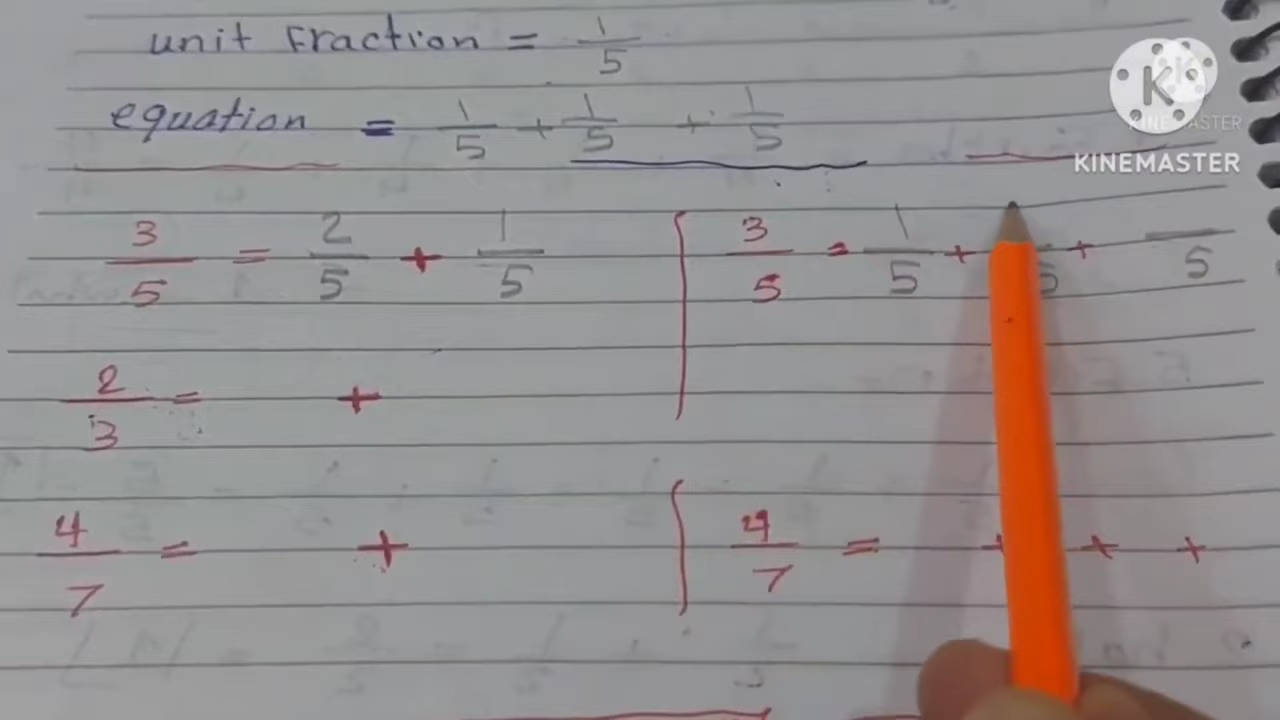 unit Fraction = 1/5
equation = 1/5 + 1/5 + 1/5
KINEMASTER
KINEMASTER
3/5 = 2/5 + 1/5
3/5 = 1/5 + /5 + /5
2/3 = +
4/7 = +
4/7 = + + +